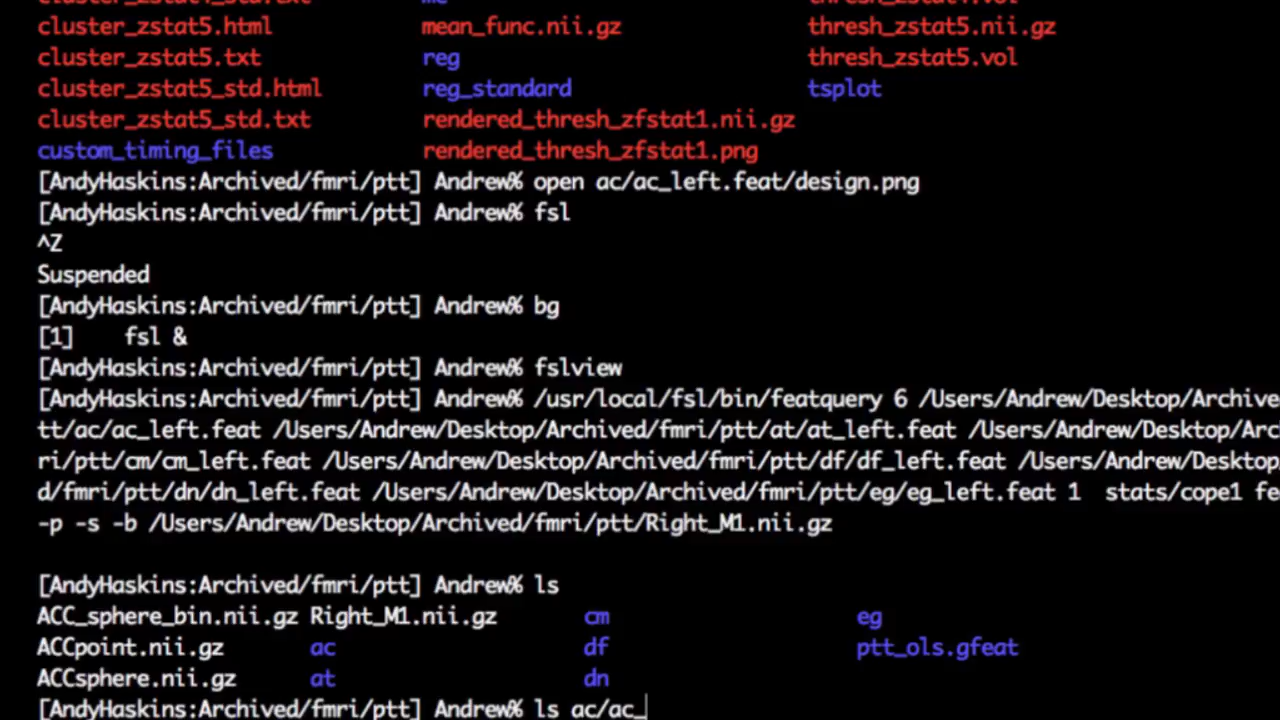 cluster_zstat5.html mean_func.nii.gz thresh_zstat5.nii.gz
cluster_zstat5.txt reg thresh_zstat5.vol
cluster_zstat5_std.html reg_standard tsplot
cluster_zstat5_std.txt rendered_thresh_zfstat1.nii.gz
custom_timing_files rendered_thresh_zfstat1.png
[AndyHaskins:Archived/fmri/ptt] Andrew% open ac/ac_left.feat/design.png
[AndyHaskins:Archived/fmri/ptt] Andrew% fsl
^Z
Suspended
[AndyHaskins:Archived/fmri/ptt] Andrew% bg
[1] fsl &
[AndyHaskins:Archived/fmri/ptt] Andrew% fslview
[AndyHaskins:Archived/fmri/ptt] Andrew% /usr/local/fsl/bin/featquery 6 /Users/Andrew/Desktop/Archive
tt/ac/ac_left.feat /Users/Andrew/Desktop/Archived/fmri/ptt/at/at_left.feat /Users/Andrew/Desktop/Arc
ri/ptt/cm/cm_left.feat /Users/Andrew/Desktop/Archived/fmri/ptt/df/df_left.feat /Users/Andrew/Desktop
d/fmri/ptt/dn/dn_left.feat /Users/Andrew/Desktop/Archived/fmri/ptt/eg/eg_left.feat 1 stats/cope1 fe
-p -s -b /Users/Andrew/Desktop/Archived/fmri/ptt/Right_M1.nii.gz
[AndyHaskins:Archived/fmri/ptt] Andrew% ls
ACC_sphere_bin.nii.gz Right_M1.nii.gz cm eg
ACCpoint.nii.gz ac df ptt_ols.gfeat
ACCsphere.nii.gz at dn
[AndyHaskins:Archived/fmri/ptt] Andrew% ls ac/ac_